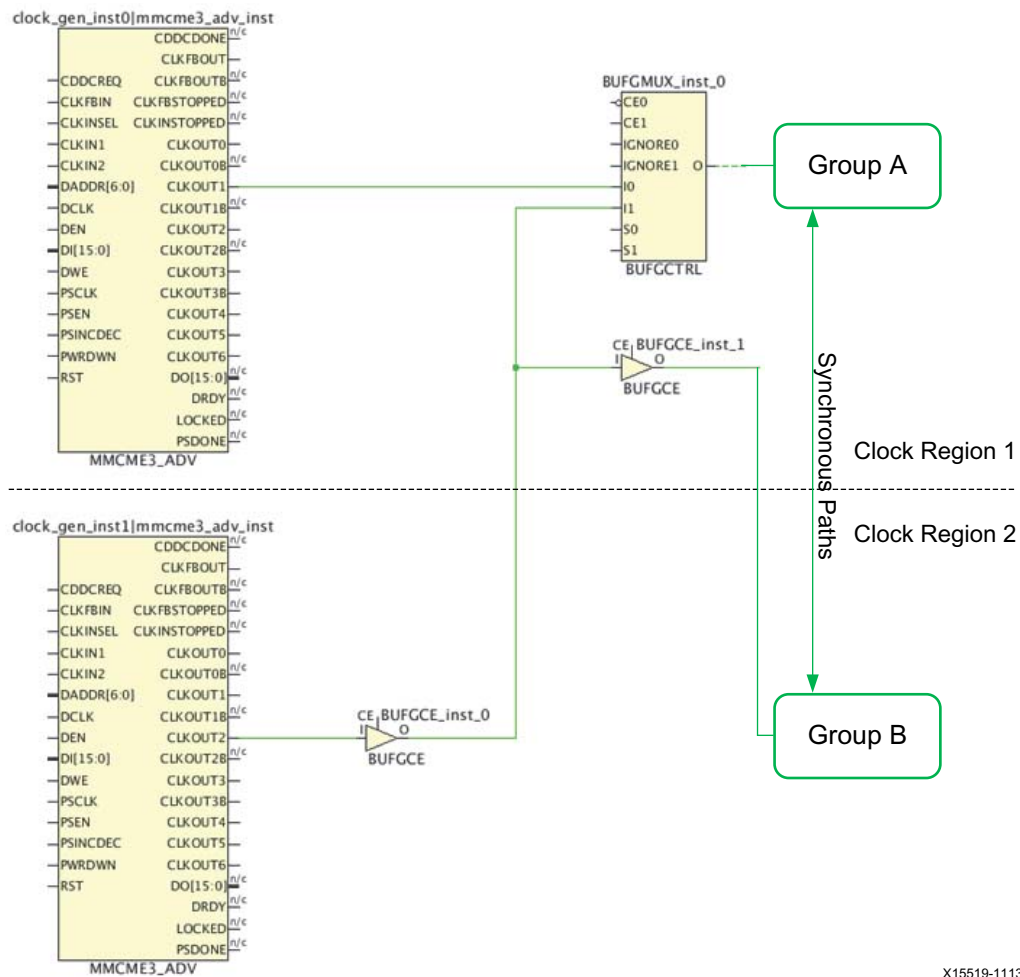 clock_gen_inst0|mmcme3_adv_inst
CDDCDONE n/c
CLKFBOUT
CDDCREQ CLKFBOUTB n/c
CLKFBIN CLKFBSTOPPED n/c
CLKINSEL CLKINSTOPPED n/c
CLKIN1 CLKOUT0
CLKIN2 CLKOUT0B n/c
DADDR[6:0] CLKOUT1
DCLK CLKOUT1B n/c
DEN CLKOUT2
DI[15:0] CLKOUT2B n/c
DWE CLKOUT3
PSCLK CLKOUT3B n/c
PSEN CLKOUT4
PSINCDEC CLKOUT5
PWRDWN CLKOUT6
RST DO[15:0] n/c
DRDY n/c
LOCKED n/c
PSDONE n/c
MMCME3_ADV
BUFGMUX_inst_0
CE0
CE1
IGNORE0
IGNORE1 O
I0
I1
S0
S1
BUFGCTRL
Group A
CE BUFGCE_inst_1
I O
BUFGCE
Synchronous Paths
Clock Region 1
Clock Region 2
clock_gen_inst1|mmcme3_adv_inst
CDDCDONE n/c
CLKFBOUT
CDDCREQ CLKFBOUTB n/c
CLKFBIN CLKFBSTOPPED n/c
CLKINSEL CLKINSTOPPED n/c
CLKIN1 CLKOUT0
CLKIN2 CLKOUT0B n/c
DADDR[6:0] CLKOUT1
DCLK CLKOUT1B n/c
DEN CLKOUT2
DI[15:0] CLKOUT2B n/c
DWE CLKOUT3
PSCLK CLKOUT3B n/c
PSEN CLKOUT4
PSINCDEC CLKOUT5
PWRDWN CLKOUT6
RST DO[15:0] n/c
DRDY n/c
LOCKED n/c
PSDONE n/c
MMCME3_ADV
CE BUFGCE_inst_0
I O
BUFGCE
Group B